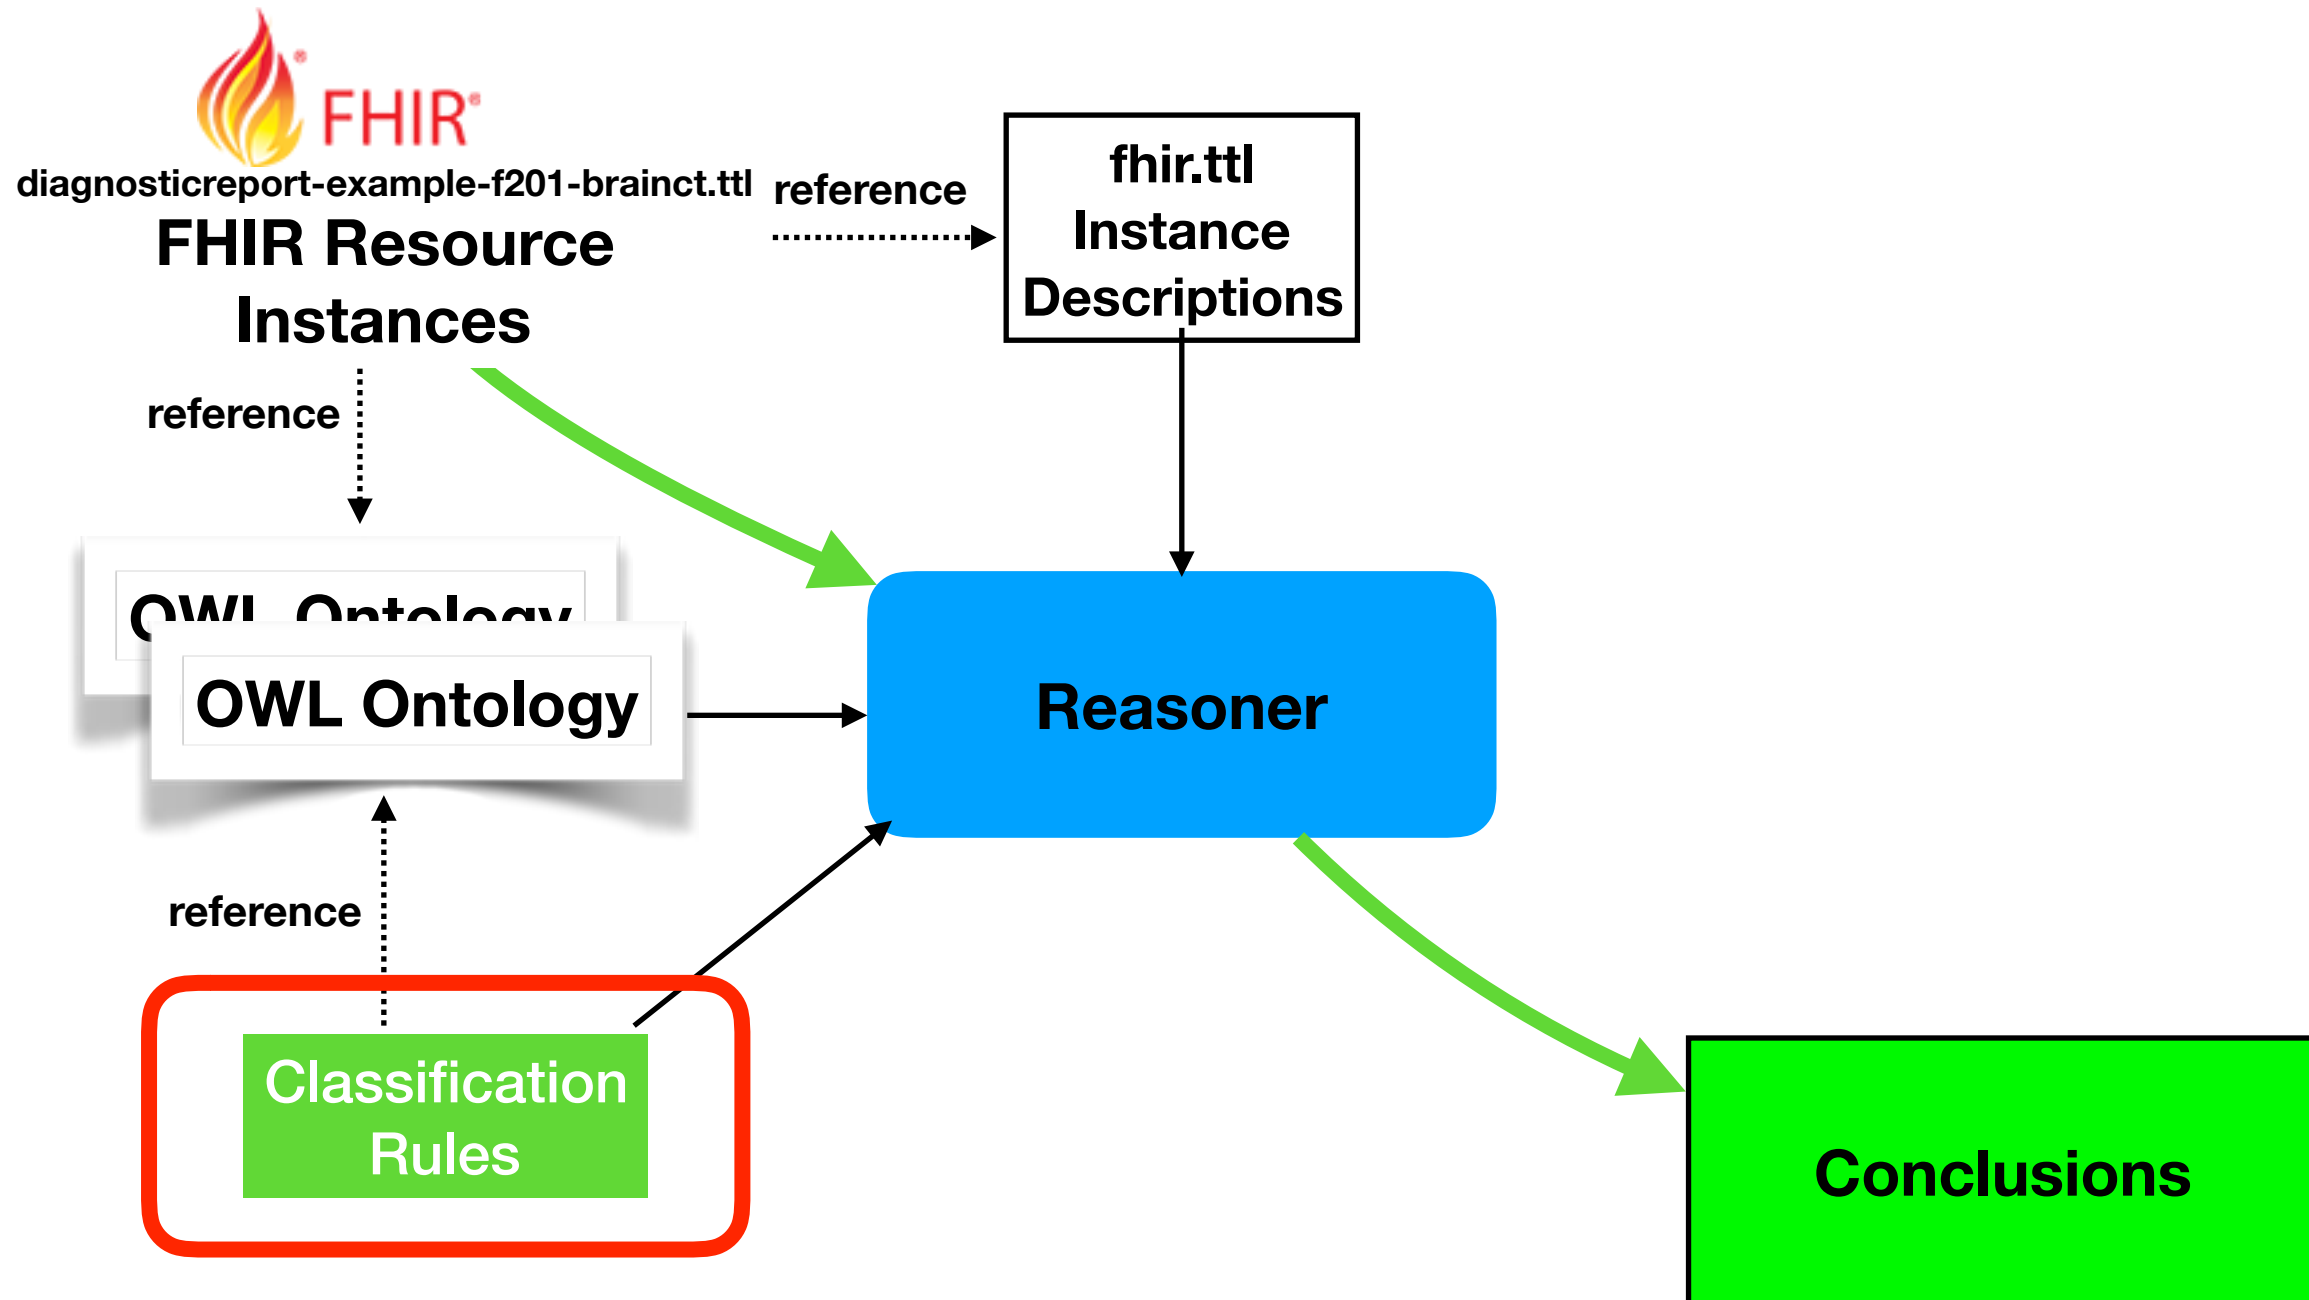 FHIR®
diagnosticreport-example-f201-brainct.ttl
FHIR Resource
Instances
reference
fhir.ttl
Instance
Descriptions
reference
OWL Ontology
OWL Ontology
Reasoner
reference
Classification
Rules
Conclusions